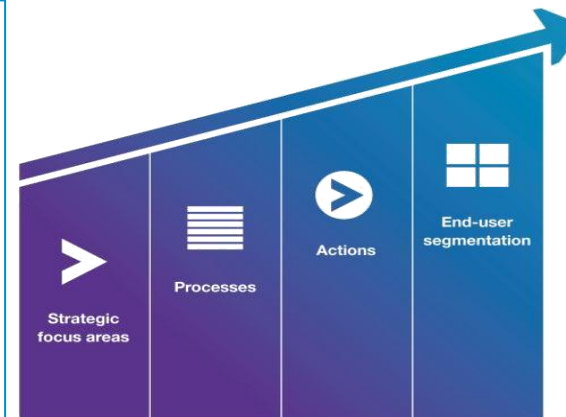 Strategic
focus areas
Processes
Actions
End-user
segmentation